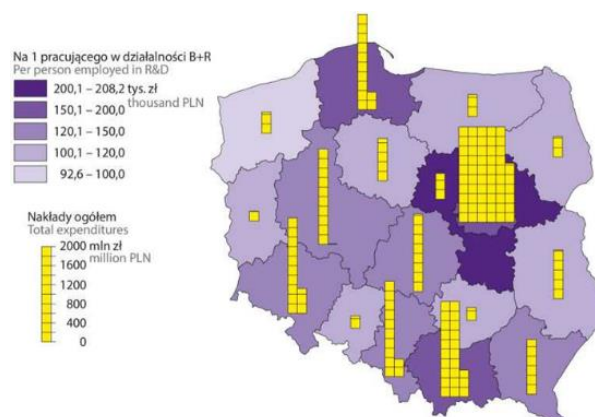 Na 1 pracującego w działalności B+R
Per person employed in R&D
200,1 – 208,2 tys. zł
thousand PLN
150,1 – 200,0
120,1 – 150,0
100,1 – 120,0
92,6 – 100,0
Nakłady ogółem
Total expenditures
2000 mln zł
million PLN
1600
1200
800
400
0